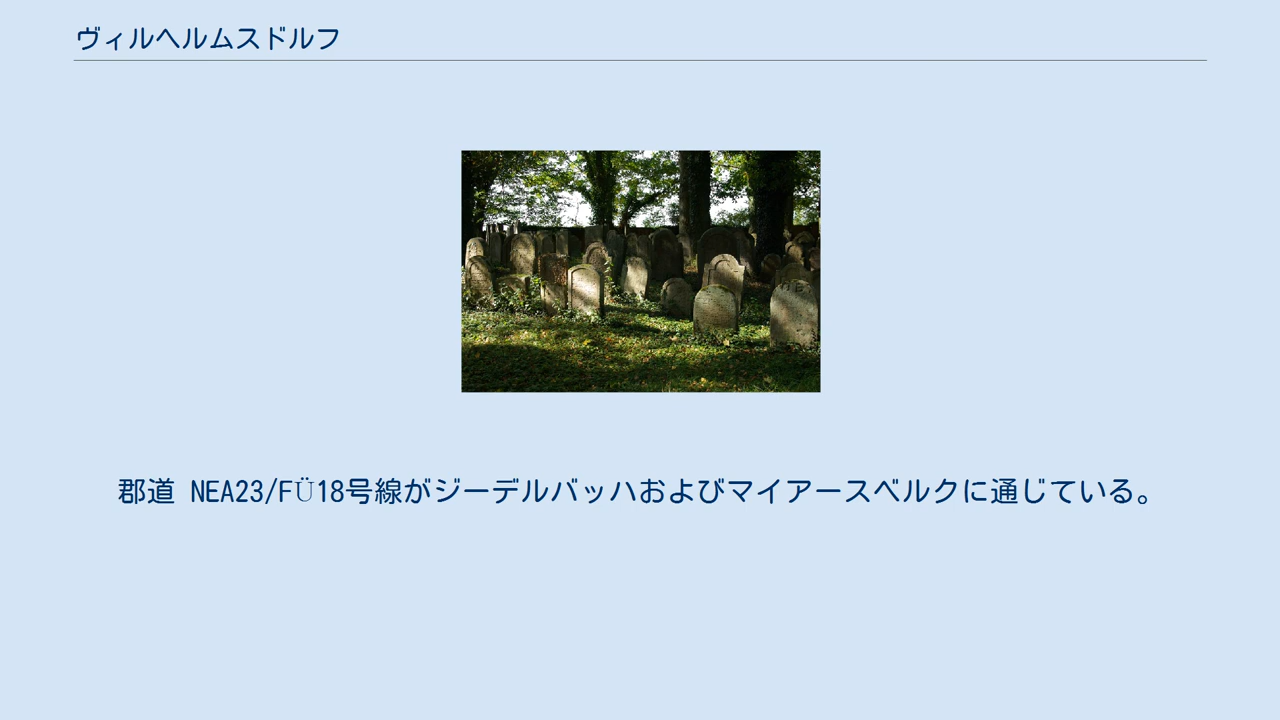 ヴィルヘルムスドルフ
郡道 NEA23/FÜ18号線がジーデルバッハおよびマイアースベルクに通じている。